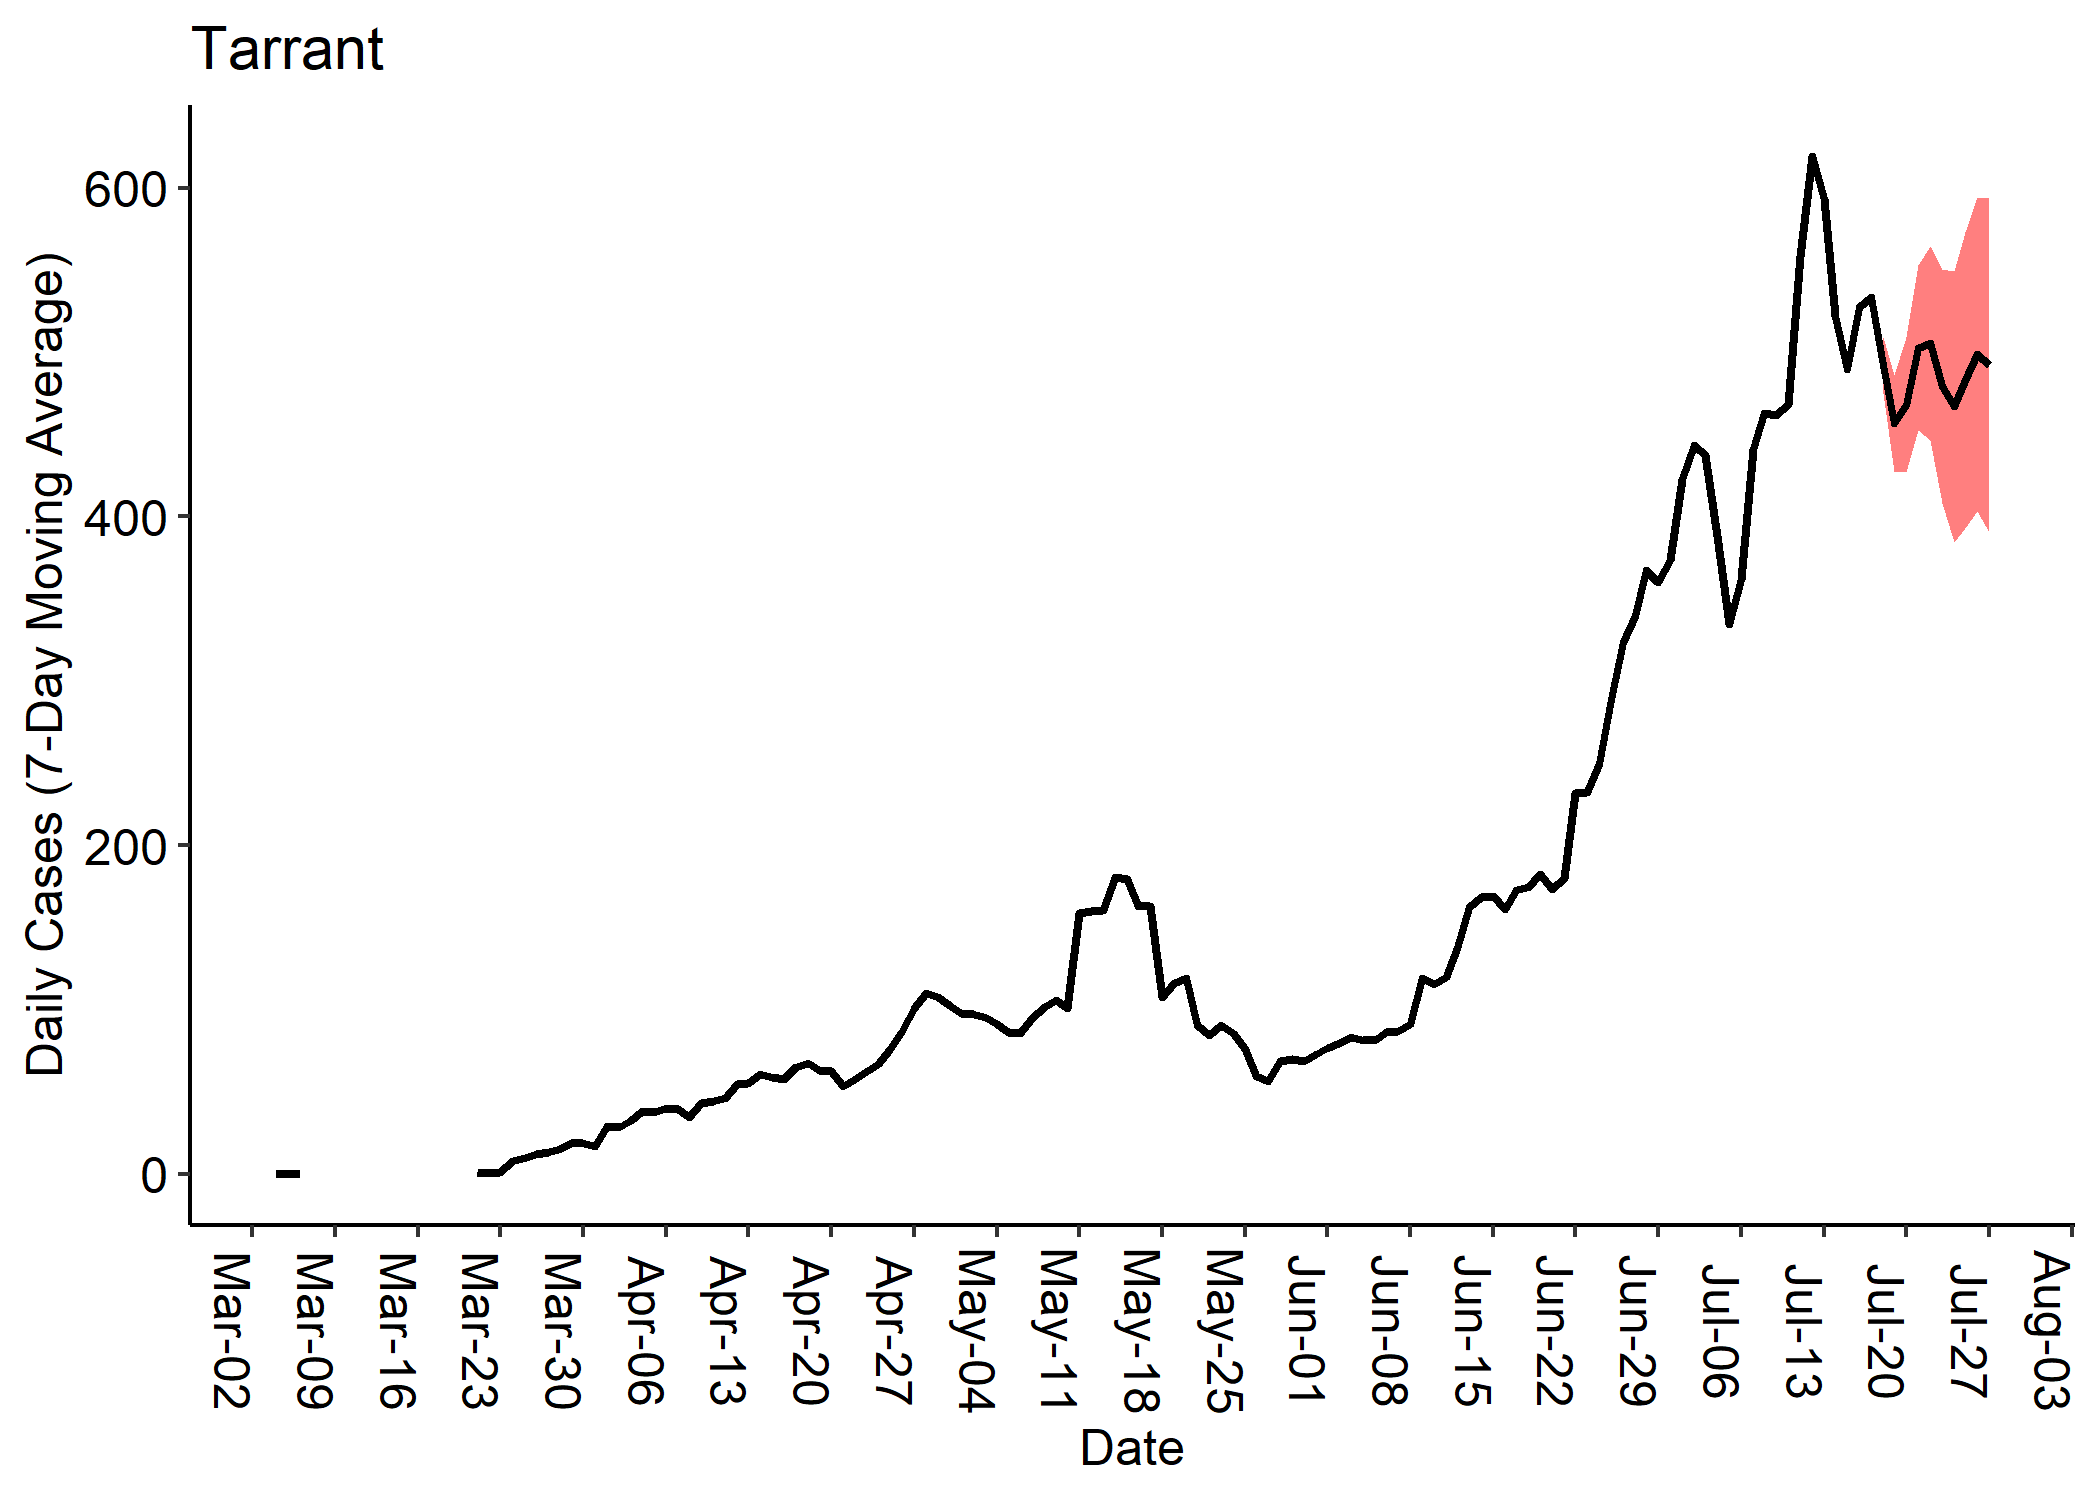 Tarrant
Daily Cases (7-Day Moving Average)
600
400
200
0
Mar-02
Mar-09
Mar-16
Mar-23
Mar-30
Apr-06
Apr-13
Apr-20
Apr-27
May-04
May-11
May-18
May-25
Jun-01
Jun-08
Jun-15
Jun-22
Jun-29
Jul-06
Jul-13
Jul-20
Jul-27
Aug-03
Date